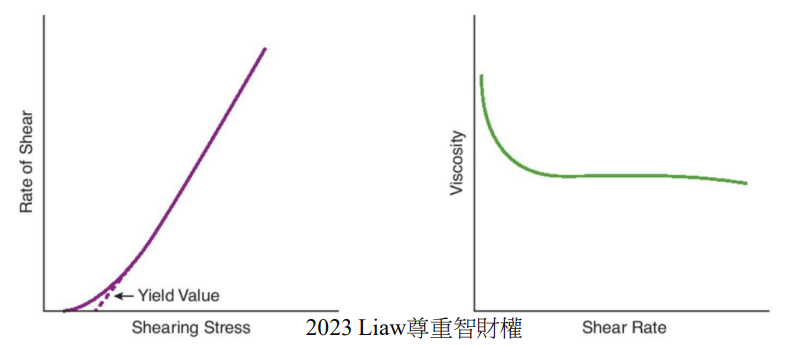 Rate of Shear
Yield Value
Shearing Stress
Viscosity
Shear Rate
2023 Liaw尊重智財權